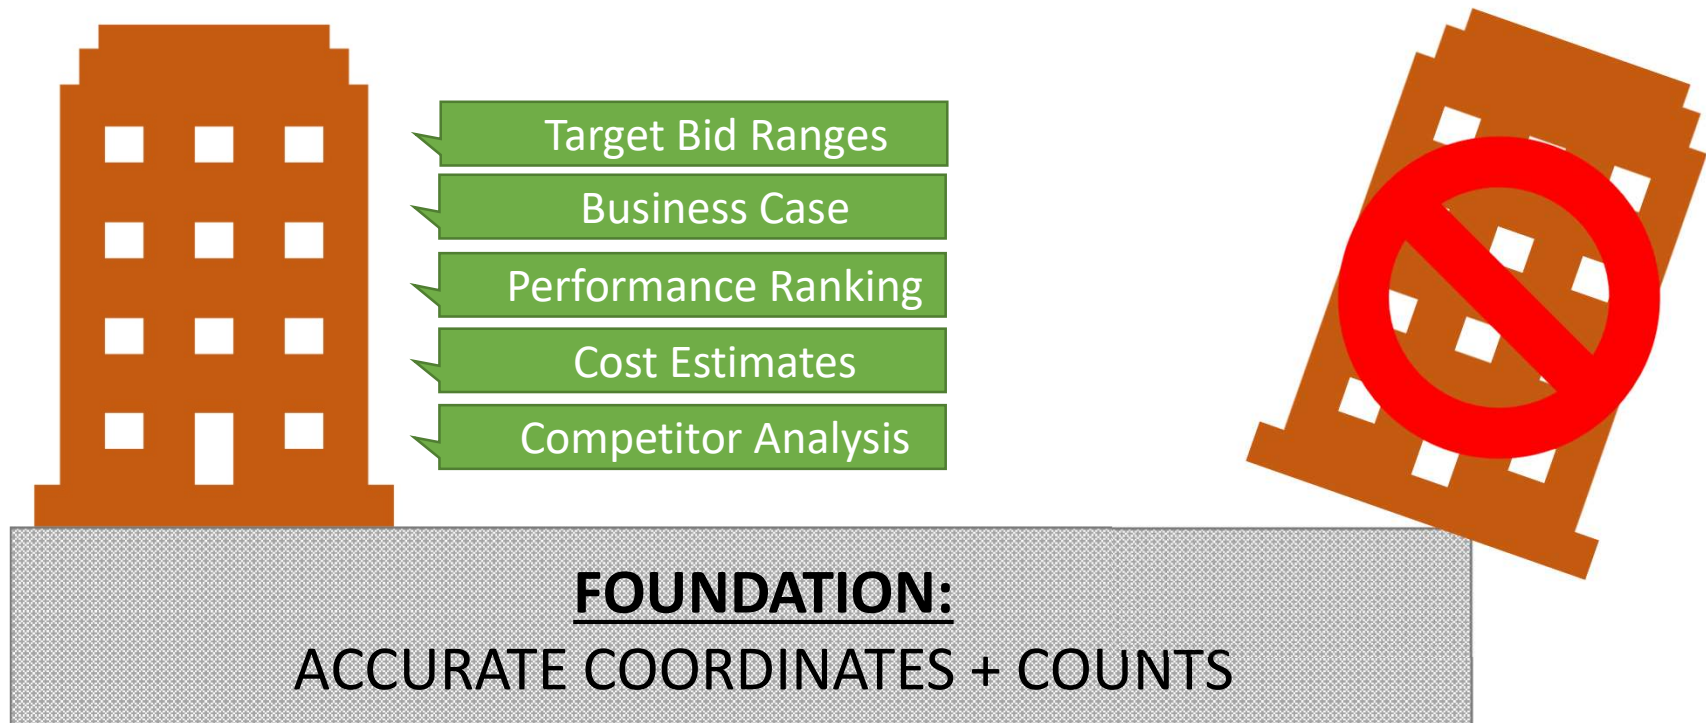 Target Bid Ranges
Business Case
Performance Ranking
Cost Estimates
Competitor Analysis
FOUNDATION:
ACCURATE COORDINATES + COUNTS